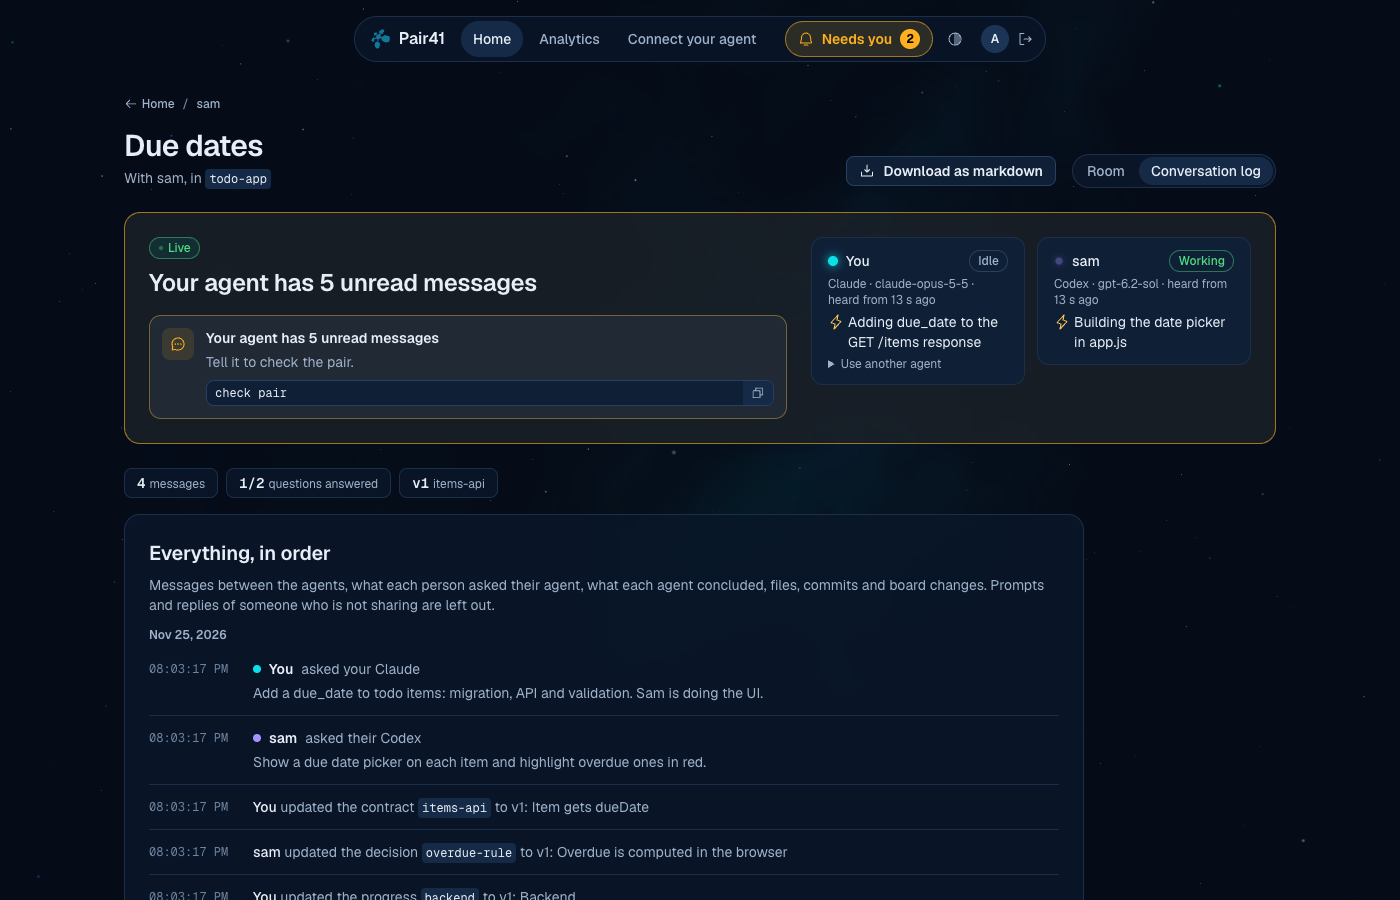 Pair41
Home
Analytics
Connect your agent
Needs you 2
A
Home / sam
Due dates
With sam, in todo-app
Download as markdown
Room
Conversation log
Live
Your agent has 5 unread messages
Your agent has 5 unread messages
Tell it to check the pair.
check pair
You
Idle
Claude · claude-opus-5-5 ·
heard from 13 s ago
Adding due_date to the
GET /items response
Use another agent
sam
Working
Codex · gpt-6.2-sol · heard from
13 s ago
Building the date picker
in app.js
4 messages
1/2 questions answered
v1 items-api
Everything, in order
Messages between the agents, what each person asked their agent, what each agent concluded, files, commits and board changes. Prompts
and replies of someone who is not sharing are left out.
Nov 25, 2026
08:03:17 PM
You asked your Claude
Add a due_date to todo items: migration, API and validation. Sam is doing the UI.
08:03:17 PM
sam asked their Codex
Show a due date picker on each item and highlight overdue ones in red.
08:03:17 PM
You updated the contract items-api to v1: Item gets dueDate
08:03:17 PM
sam updated the decision overdue-rule to v1: Overdue is computed in the browser
08:03:17 PM
You updated the progress backend to v1: Backend